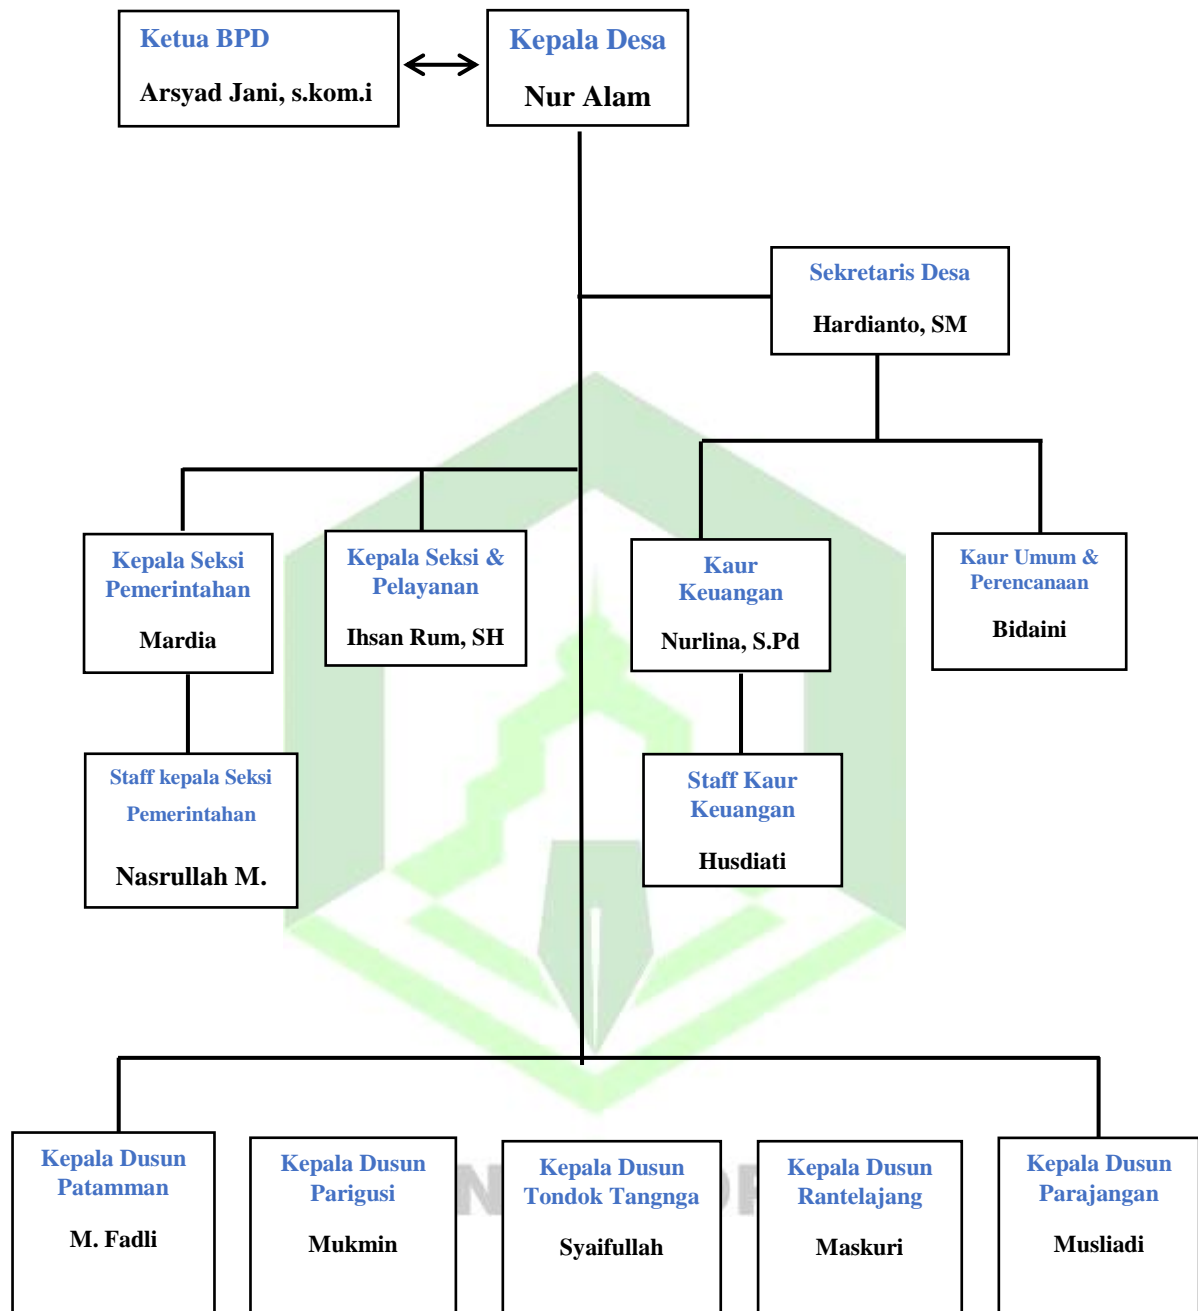 Ketua BPD
Arsyad Jani, s.kom.i
Kepala Desa
Nur Alam
Sekretaris Desa
Hardianto, SM
Kepala Seksi
Pemerintahan
Mardia
Kepala Seksi &
Pelayanan
Ihsan Rum, SH
Kaur
Keuangan
Nurlina, S.Pd
Kaur Umum &
Perencanaan
Bidaini
Staff kepala Seksi
Pemerintahan
Nasrullah M.
Staff Kaur
Keuangan
Husdiati
Kepala Dusun
Patamman
M. Fadli
Kepala Dusun
Parigusi
Mukmin
Kepala Dusun
Tondok Tangnga
Syaifullah
Kepala Dusun
Rantelajang
Maskuri
Kepala Dusun
Parajangan
Musliadi